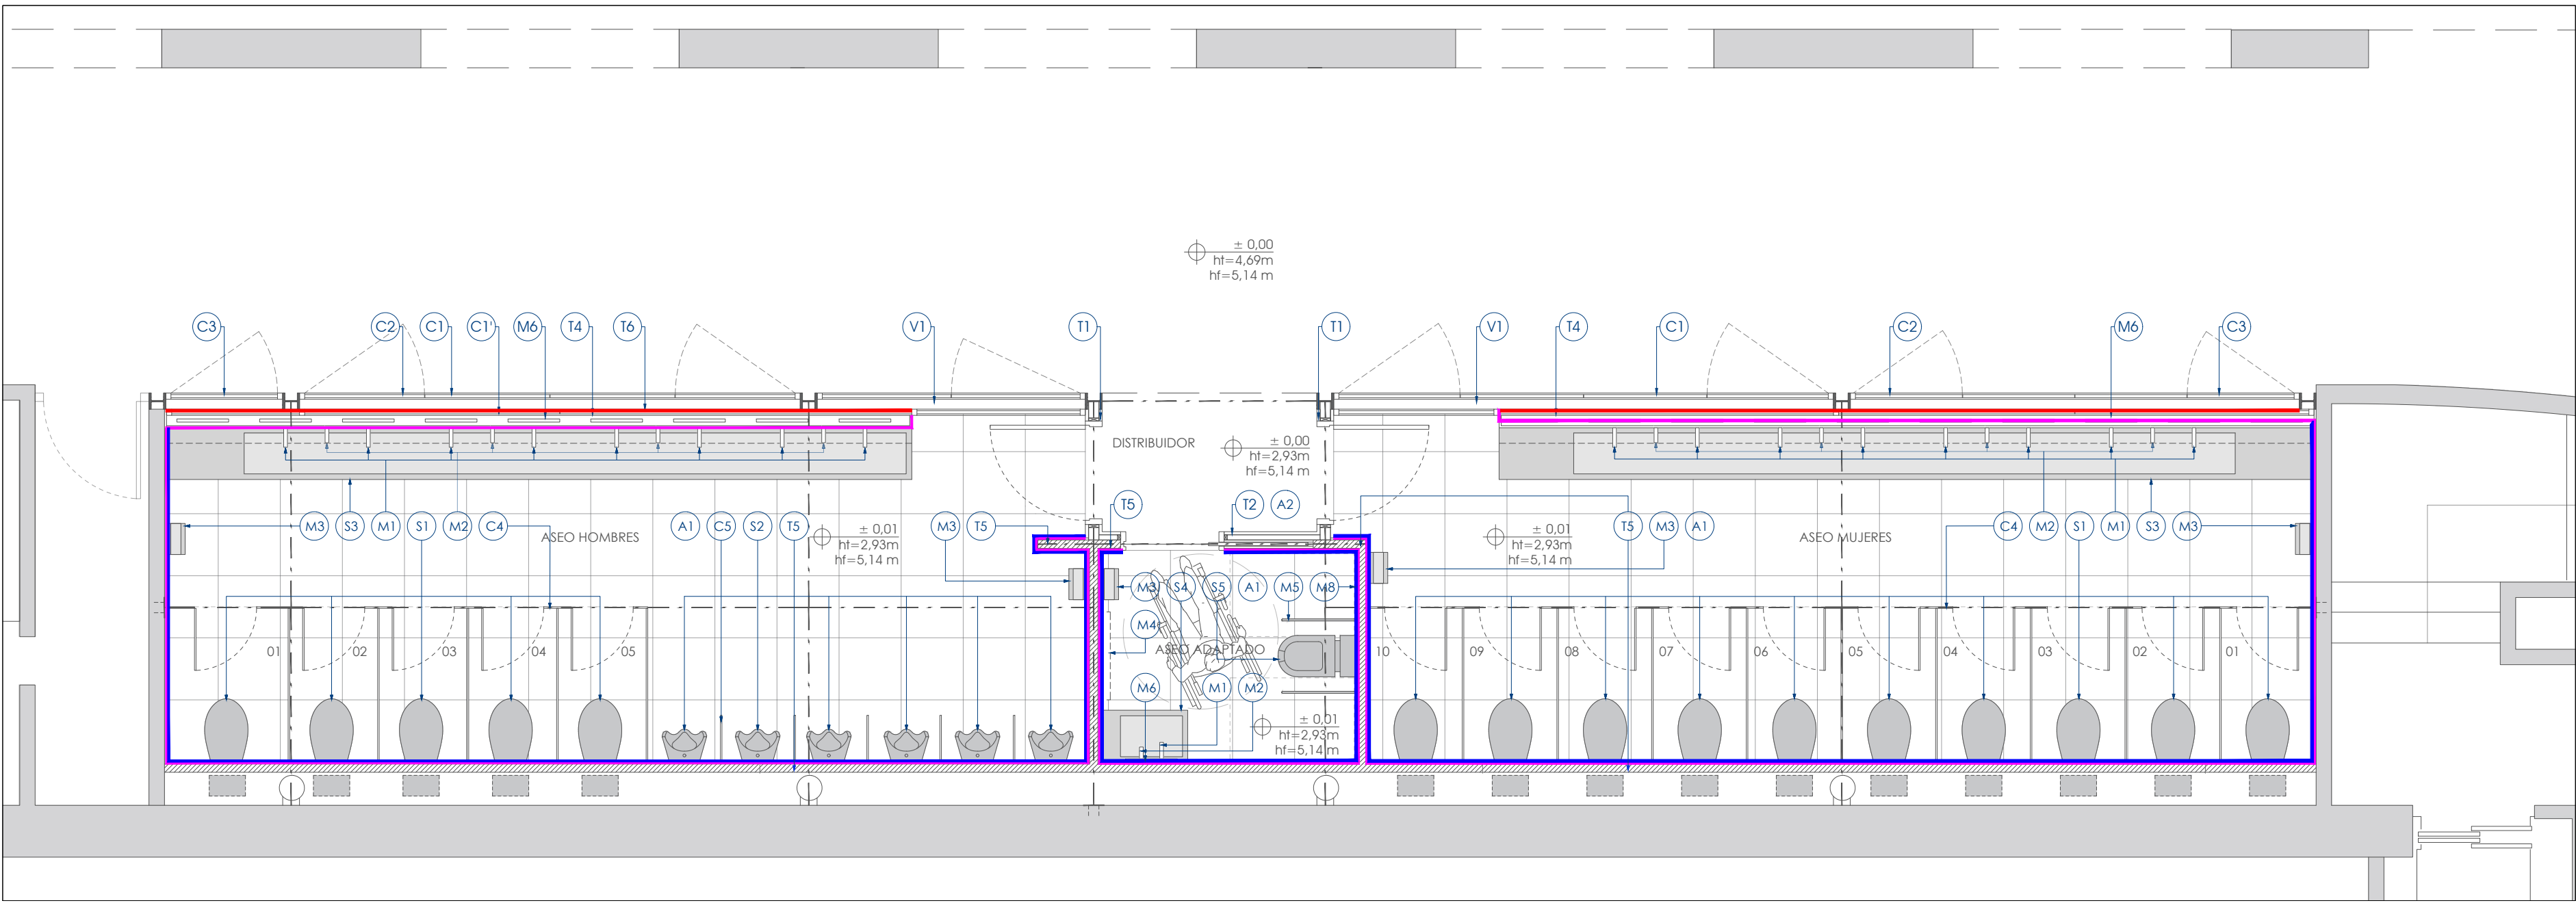 ± 0,00
ht=4,69m
hf=5,14 m
C3
C2
C1
C1'
M6
T4
T6
V1
T1
T1
V1
T4
C1
C2
M6
C3
DISTRIBUIDOR
± 0,00
ht=2,93m
hf=5,14 m
T5
T2
A2
M3
S3
M1
S1
M2
C4
ASEO HOMBRES
A1
C5
S2
T5
± 0,01
ht=2,93m
hf=5,14 m
M3
T5
± 0,01
ht=2,93m
hf=5,14 m
T5
M3
A1
ASEO MUJERES
C4
M2
S1
M1
S3
M3
M3
S4
S5
A1
M5
M8
M4
ASEO ADAPTADO
M6
M1
M2
± 0,01
ht=2,93m
hf=5,14 m
01
02
03
04
05
10
09
08
07
06
05
04
03
02
01